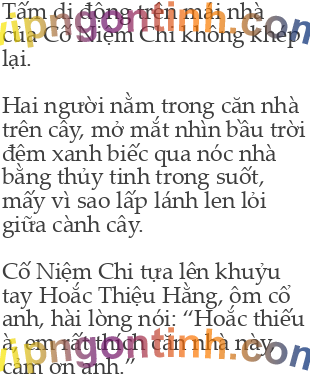 Tấm di động trên mái nhà
của Cố Niệm Chi không khép
lại.
Hai người nằm trong căn nhà
trên cây, mở mắt nhìn bầu trời
đêm xanh biếc qua nóc nhà
bằng thủy tinh trong suốt,
mấy vì sao lấp lánh len lỏi
giữa cành cây.
Cố Niệm Chi tựa lên khuỷu
tay Hoắc Thiệu Hằng, ôm cổ
anh, hài lòng nói: “Hoắc thiếu
à, em rất thích căn nhà này,
cảm ơn anh.”
vipngontinh.com
vipngontinh.com